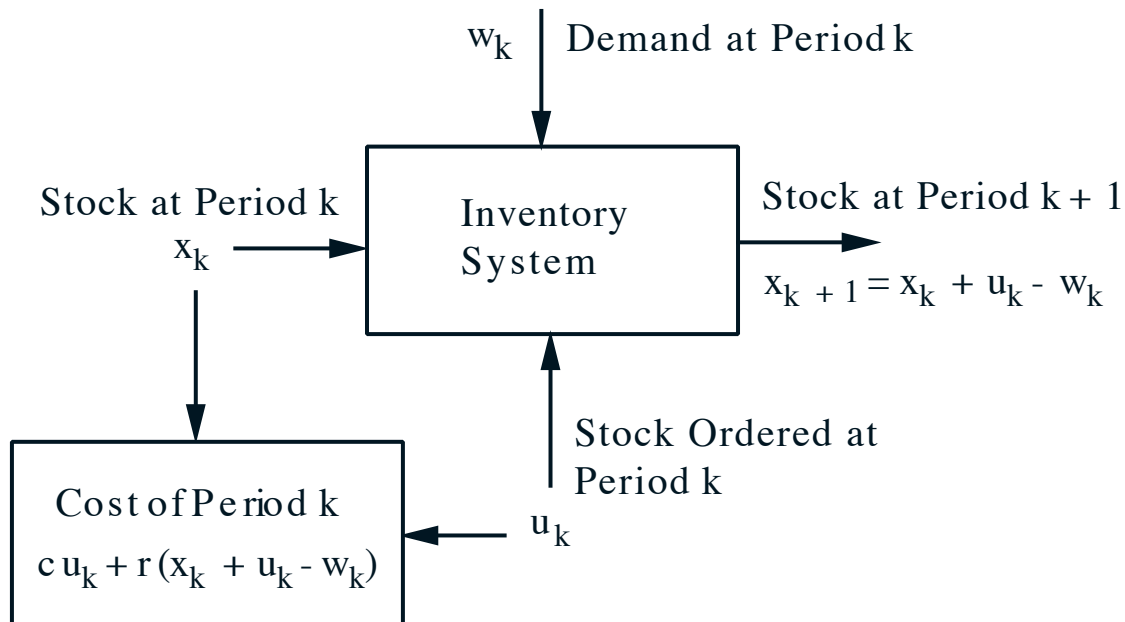 w_k Demand at Period k
Stock at Period k
x_k
Inventory
System
Stock at Period k + 1
x_{k + 1} = x_k + u_k - w_k
Stock Ordered at
Period k
u_k
Cost of Period k
c u_k + r (x_k + u_k - w_k)